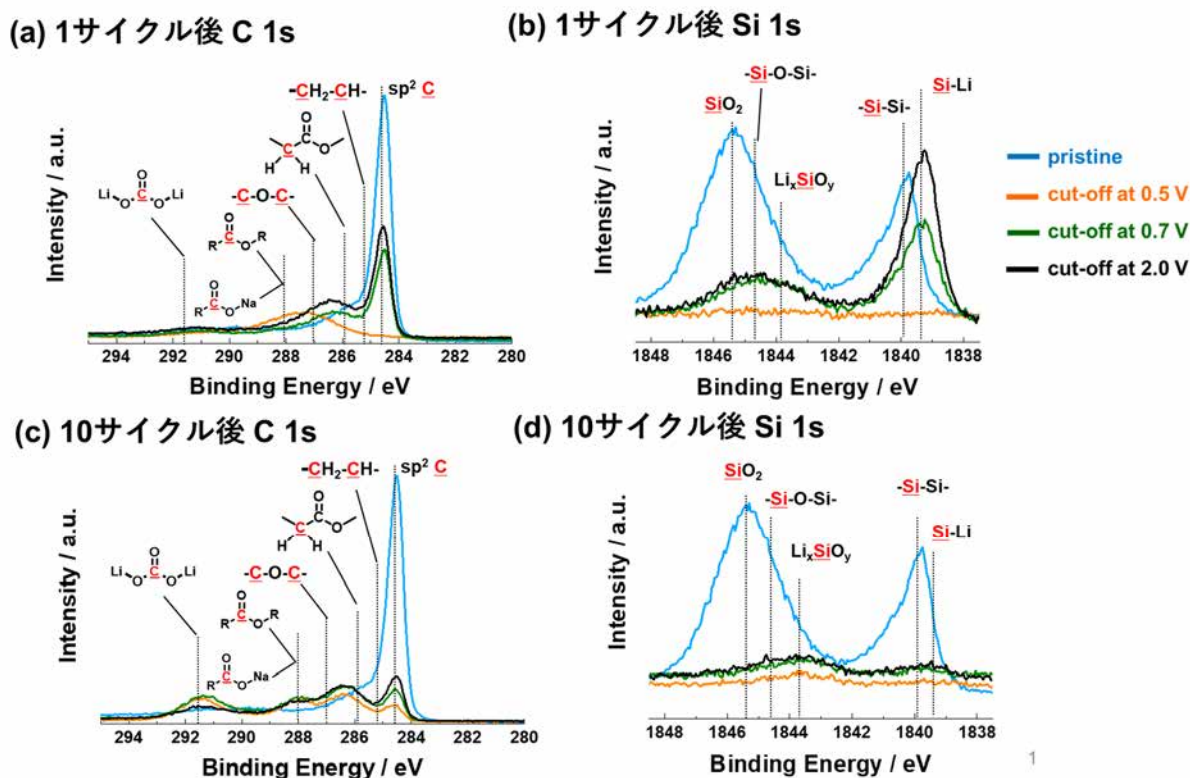 (a) 1サイクル後 C 1s
Intensity / a.u.
-CH₂-CH-
sp² C
O
O
H H
-C-O-C-
O
Li O O Li
O
R O R
O
R O Na
294 292 290 288 286 284 282 280
Binding Energy / eV
(b) 1サイクル後 Si 1s
Intensity / a.u.
-Si-O-Si-
SiO₂
LiₓSiOᵧ
-Si-Si-
Si-Li
1848 1846 1844 1842 1840 1838
Binding Energy / eV
pristine
cut-off at 0.5 V
cut-off at 0.7 V
cut-off at 2.0 V
(c) 10サイクル後 C 1s
Intensity / a.u.
-CH₂-CH-
sp² C
O
O
H H
-C-O-C-
O
Li O O Li
O
R O R
O
R O Na
294 292 290 288 286 284 282 280
Binding Energy / eV
(d) 10サイクル後 Si 1s
Intensity / a.u.
SiO₂
-Si-O-Si-
LiₓSiOᵧ
-Si-Si-
Si-Li
1848 1846 1844 1842 1840 1838
Binding Energy / eV
1